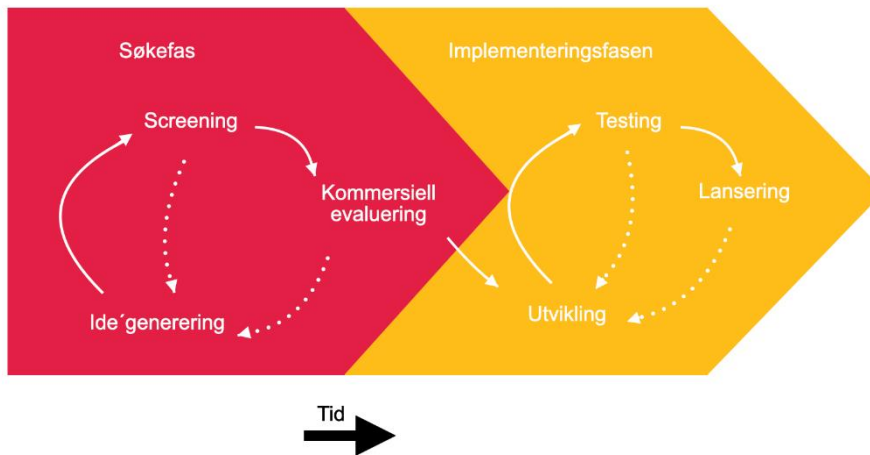 Søkefas
Implementeringsfasen
Screening
Kommersiell
evaluering
Ide´generering
Testing
Lansering
Utvikling
Tid